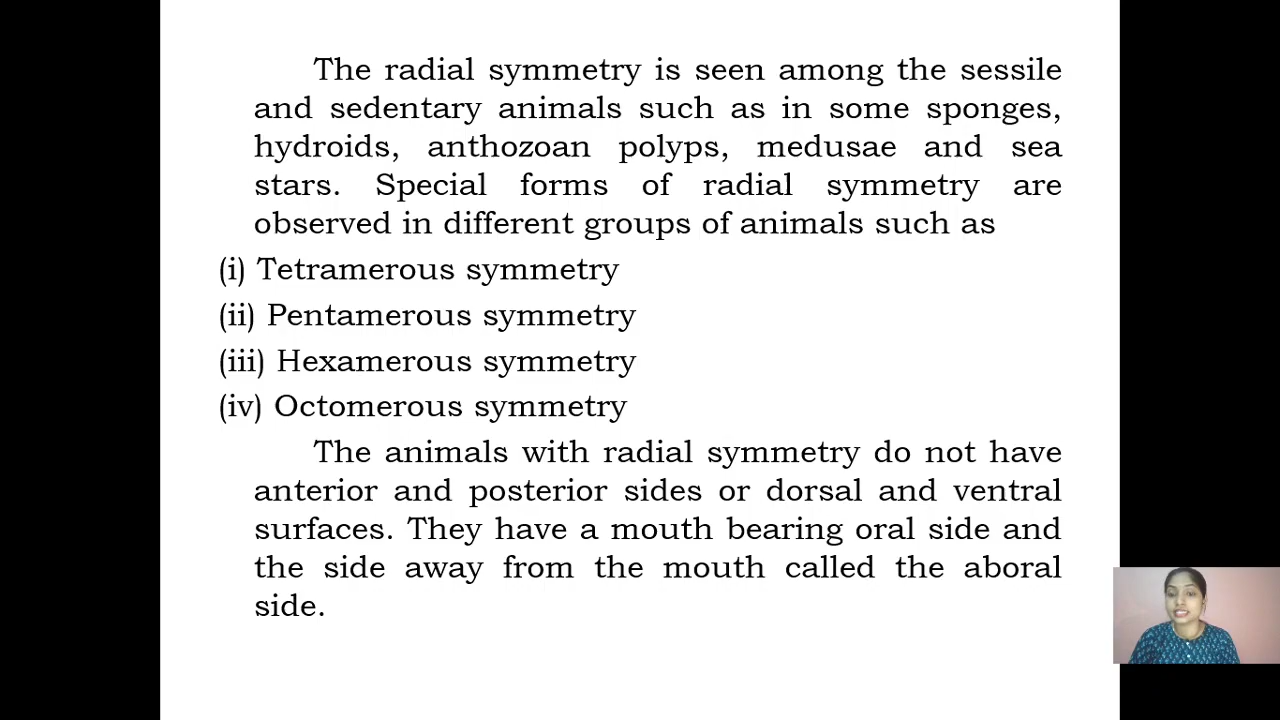 The radial symmetry is seen among the sessile
and sedentary animals such as in some sponges,
hydroids, anthozoan polyps, medusae and sea
stars. Special forms of radial symmetry are
observed in different groups of animals such as
(i) Tetramerous symmetry
(ii) Pentamerous symmetry
(iii) Hexamerous symmetry
(iv) Octomerous symmetry
The animals with radial symmetry do not have
anterior and posterior sides or dorsal and ventral
surfaces. They have a mouth bearing oral side and
the side away from the mouth called the aboral
side.